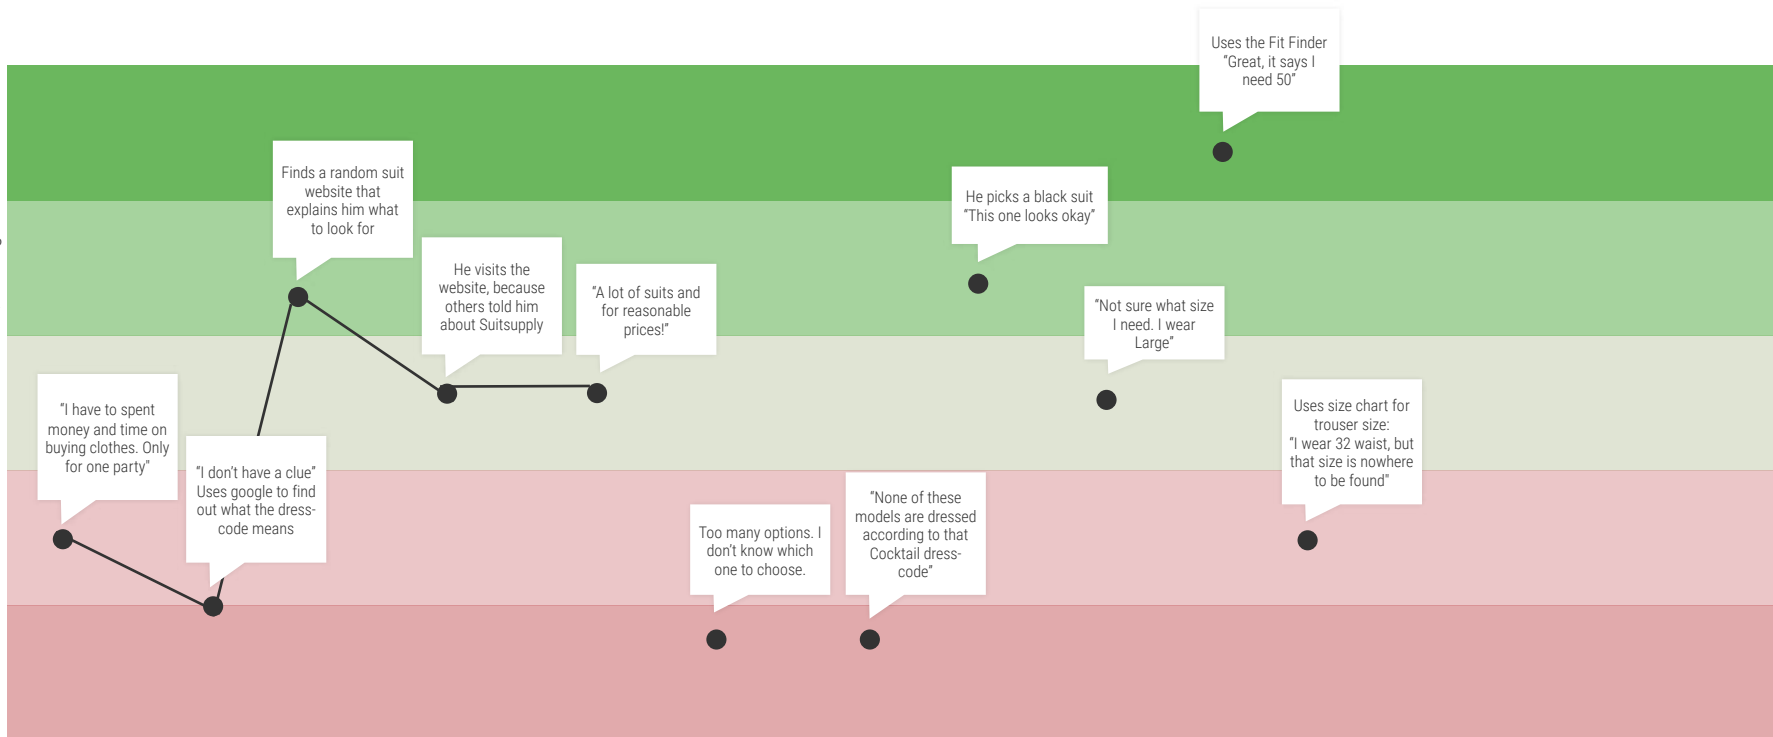 “I have to spent
money and time on
buying clothes. Only
for one party"
“I don’t have a clue”
Uses google to find
out what the dress-
code means
Finds a random suit
website that
explains him what
to look for
He visits the
website, because
others told him
about Suitsupply
“A lot of suits and
for reasonable
prices!”
Too many options. I
don’t know which
one to choose.
“None of these
models are dressed
according to that
Cocktail dress-
code”
He picks a black suit
“This one looks okay”
“Not sure what size
I need. I wear
Large”
Uses the Fit Finder
“Great, it says I
need 50”
Uses size chart for
trouser size:
“I wear 32 waist, but
that size is nowhere
to be found"